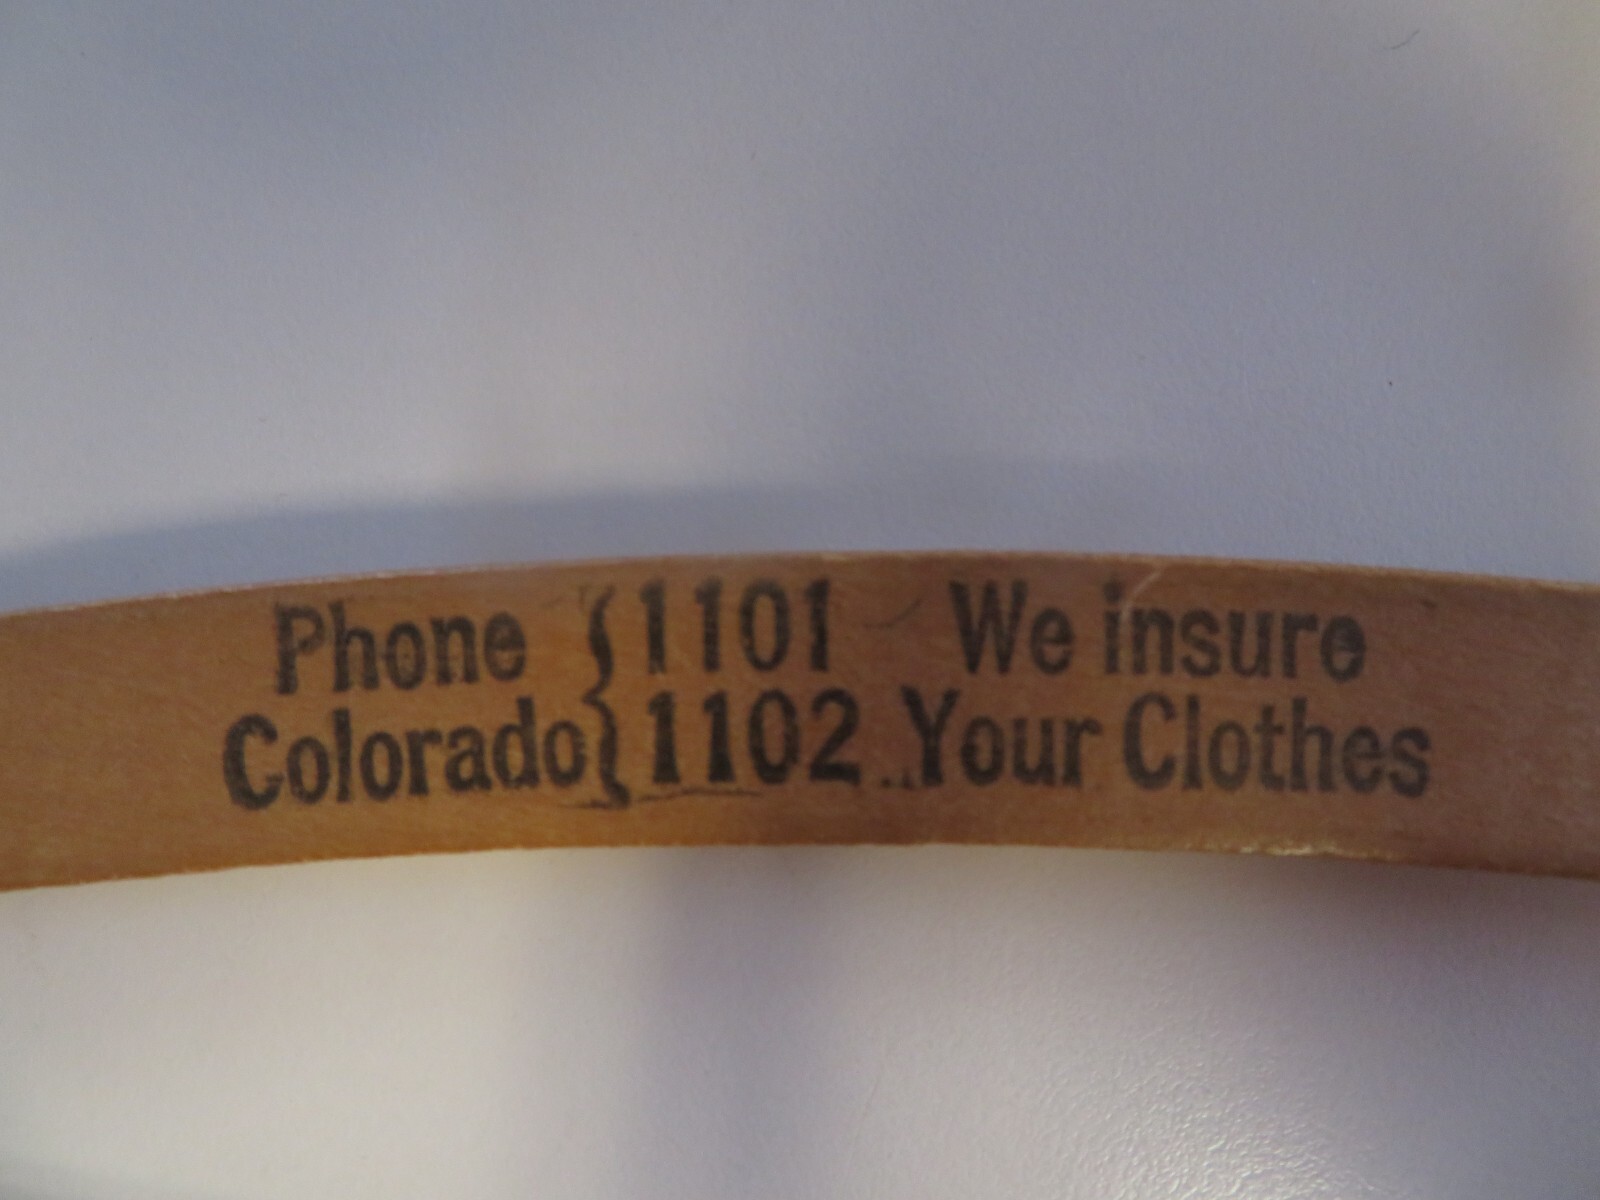 Phone { 1101 We insure
Colorado { 1102 Your Clothes